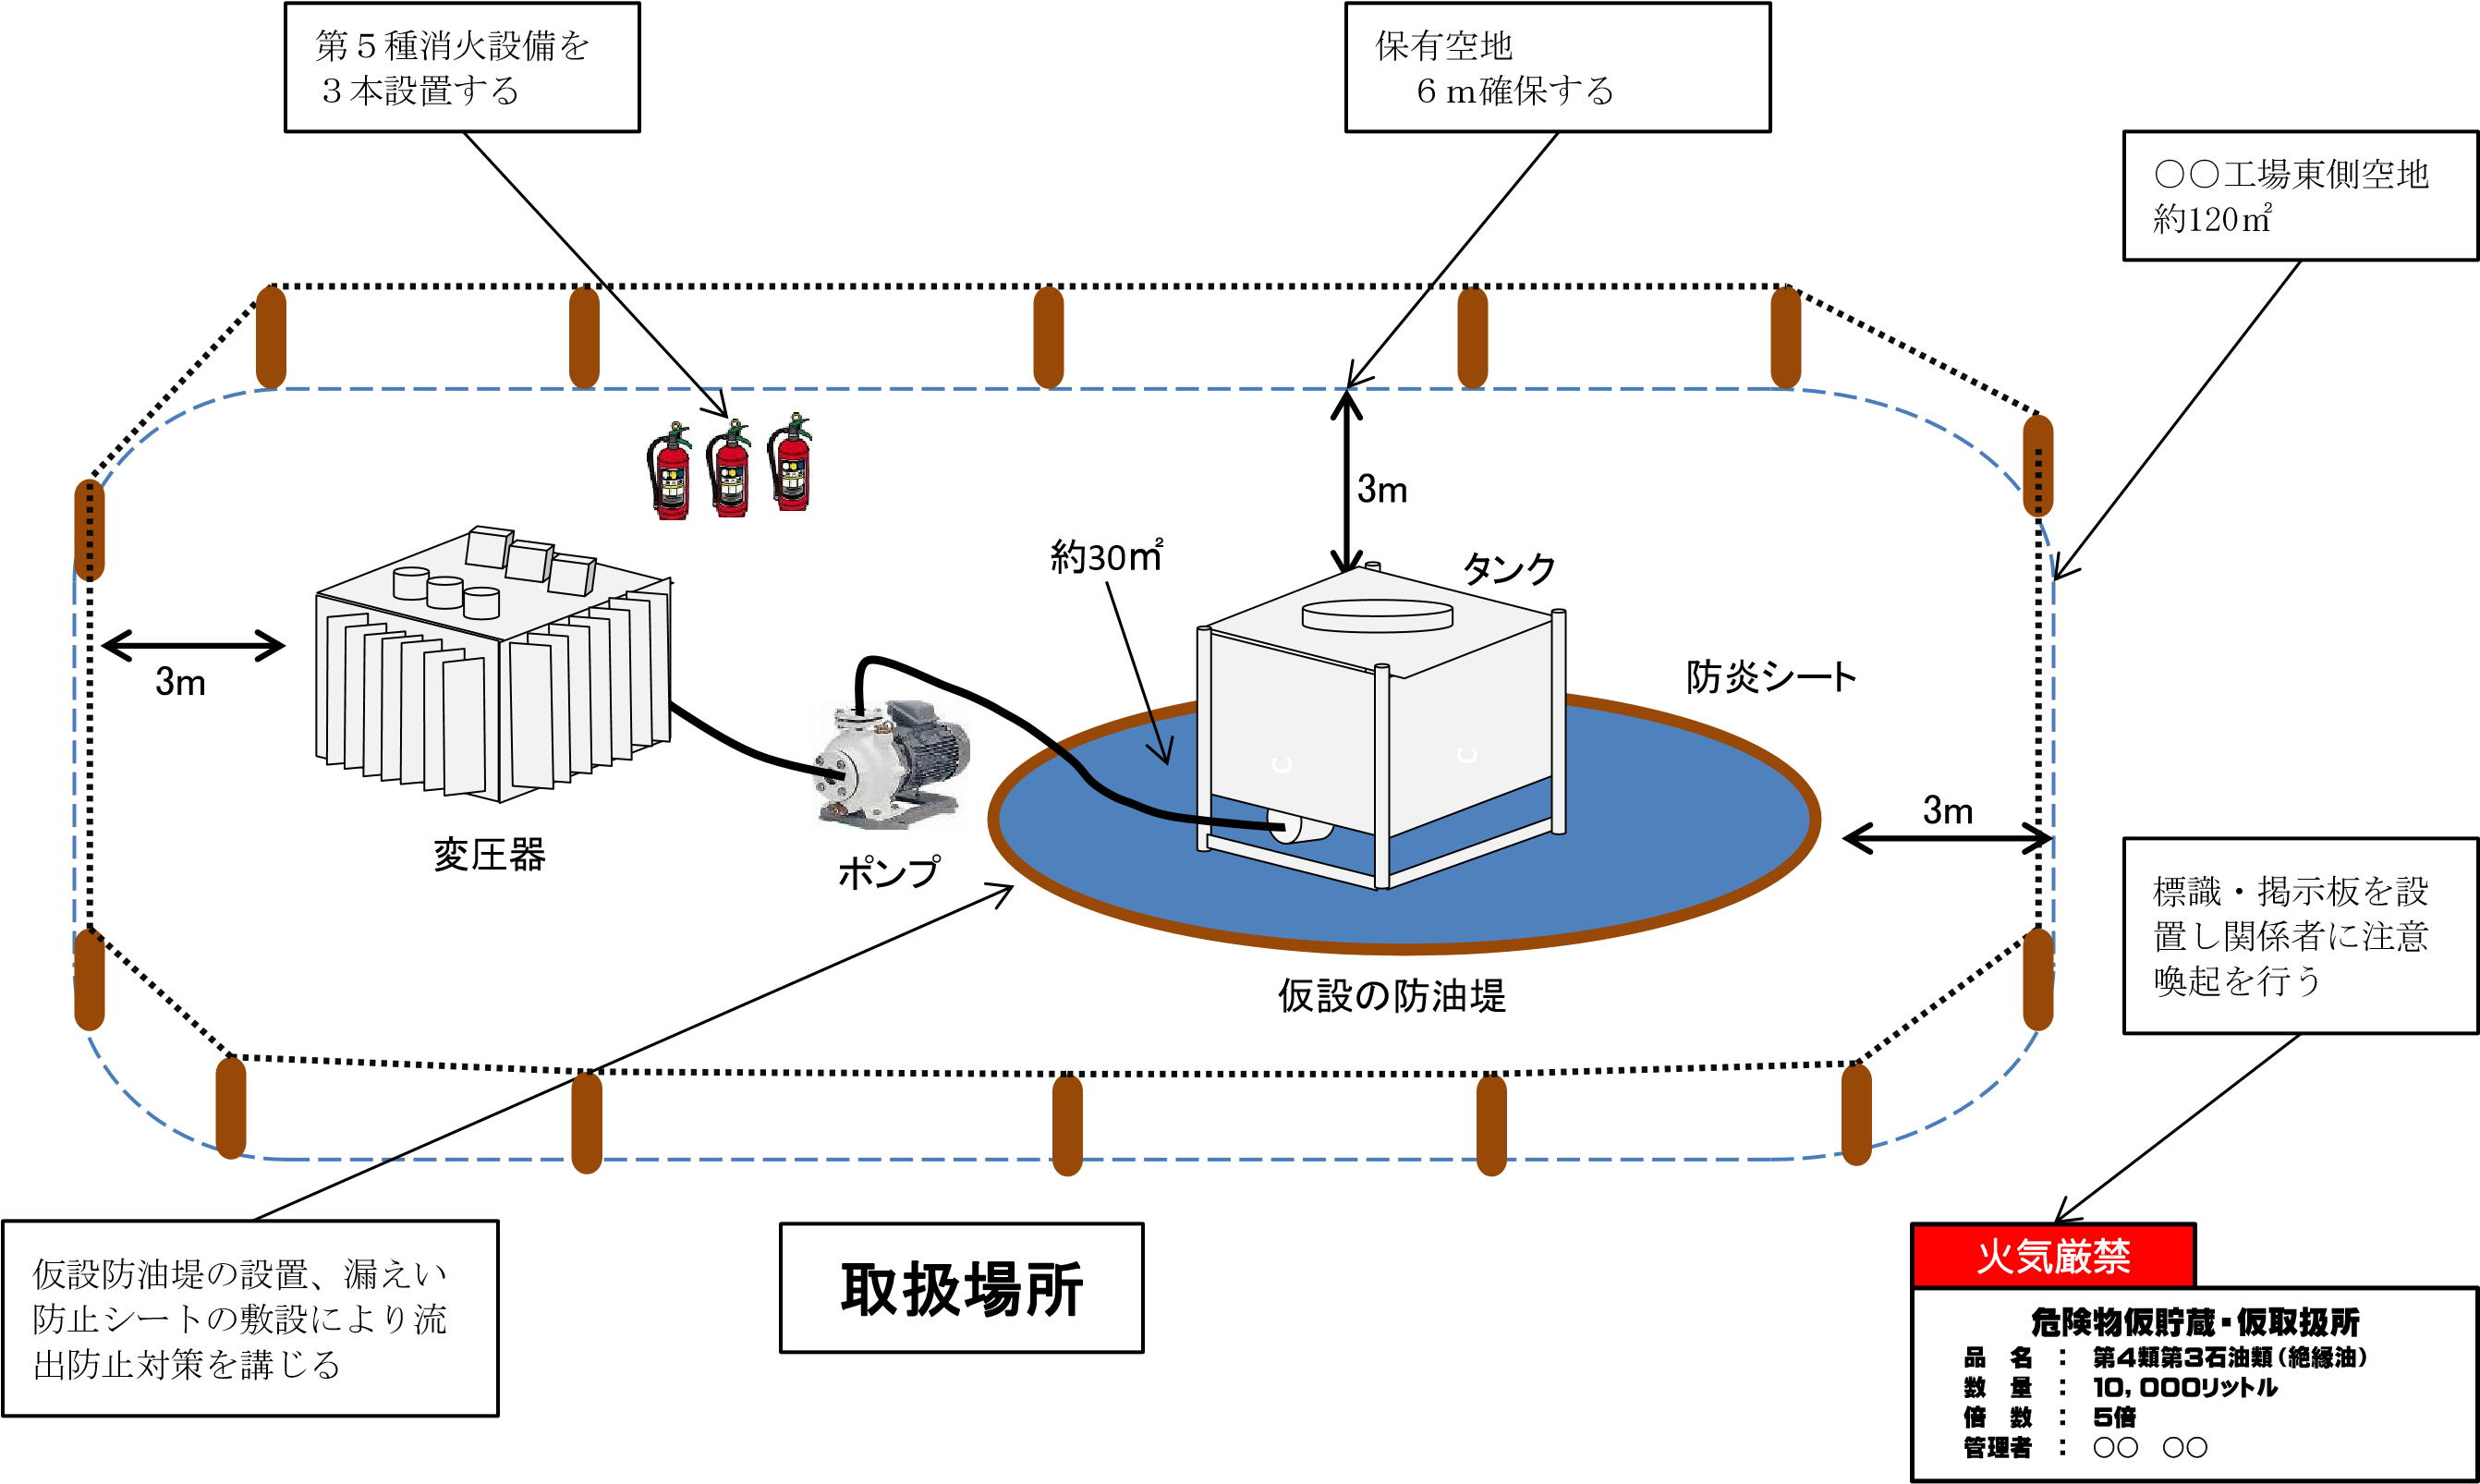 第５種消火設備を
３本設置する
保有空地
６ｍ確保する
○○工場東側空地
約120㎡
3m
約30㎡
タンク
防炎シート
3m
3m
C
C
変圧器
ポンプ
仮設の防油堤
標識・掲示板を設
置し関係者に注意
喚起を行う
仮設防油堤の設置、漏えい
防止シートの敷設により流
出防止対策を講じる
取扱場所
火気厳禁
危険物仮貯蔵・仮取扱所
品　名　：　第４類第３石油類（絶縁油）
数　量　：　１０，０００リットル
倍　数　：　５倍
管理者　：　○○　○○